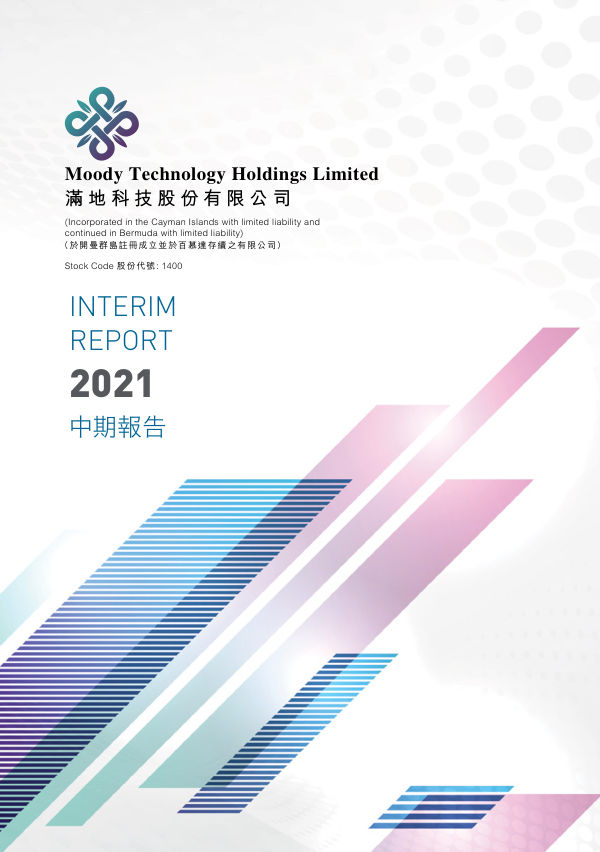 Moody Technology Holdings Limited
滿地科技股份有限公司
(Incorporated in the Cayman Islands with limited liability and
continued in Bermuda with limited liability)
(於開曼群島註冊成立並於百慕達存續之有限公司)
Stock Code 股份代號: 1400
INTERIM
REPORT
2021
中期報告